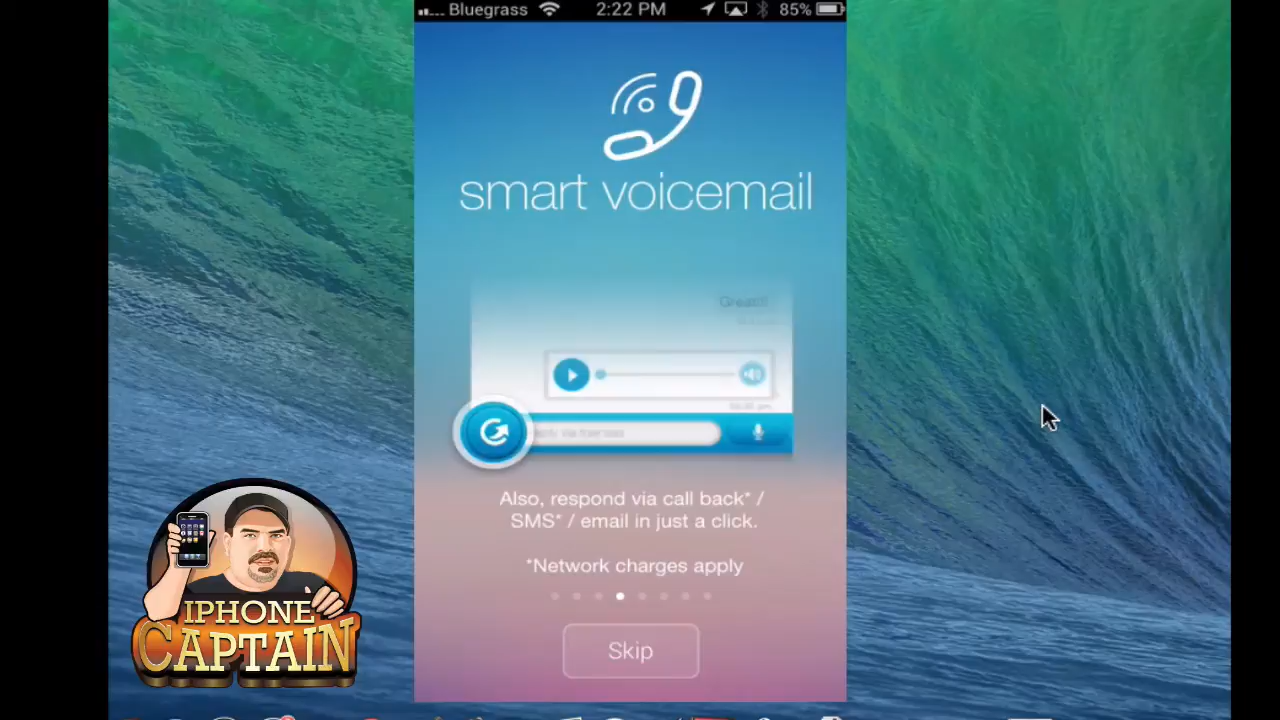 Bluegrass 2:22 PM 85%
smart voicemail
Great!
Also, respond via call back* /
SMS* / email in just a click.
*Network charges apply
Skip
IPHONE
CAPTAIN